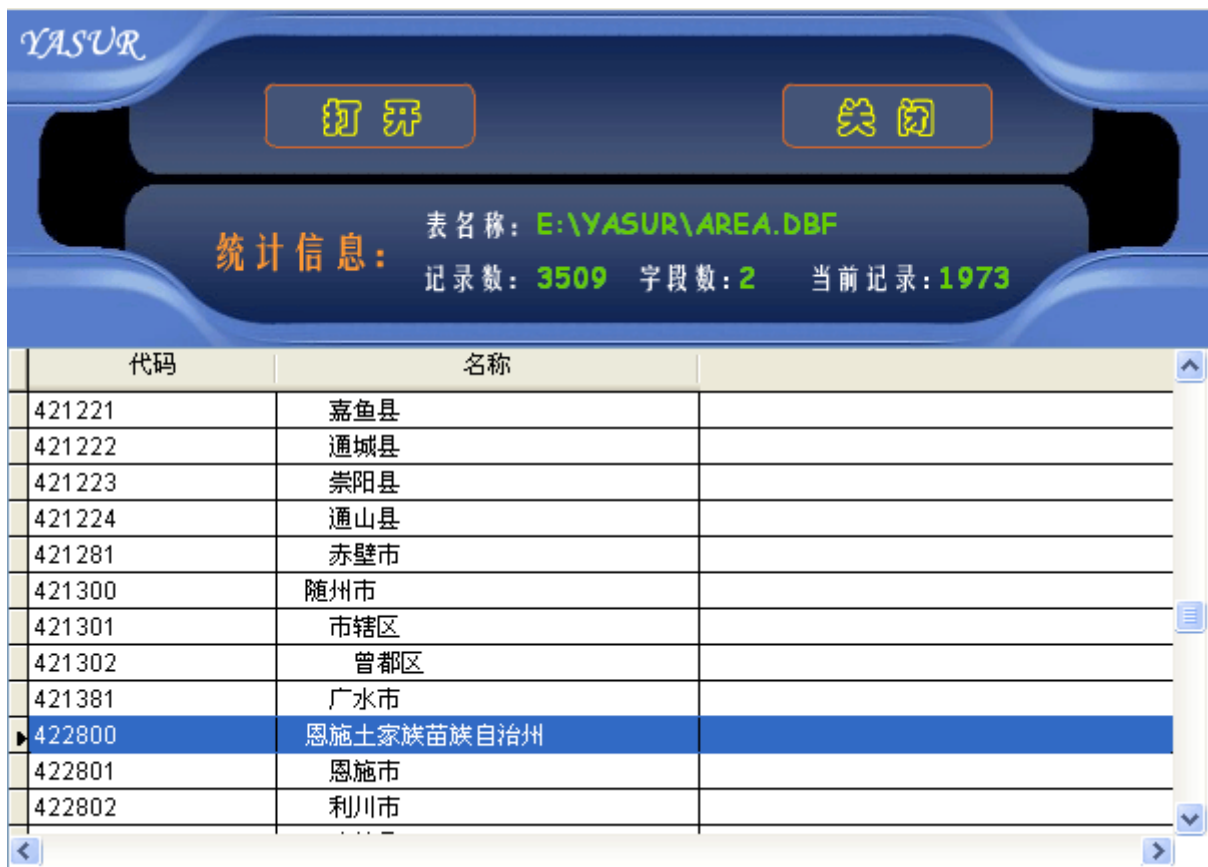 YASUR
打开 关闭
统计信息：
表名称：E:\YASUR\AREA.DBF
记录数：3509 字段数：2 当前记录：1973
代码 名称
421221 嘉鱼县
421222 通城县
421223 崇阳县
421224 通山县
421281 赤壁市
421300 随州市
421301 市辖区
421302 曾都区
421381 广水市
422800 恩施土家族苗族自治州
422801 恩施市
422802 利川市